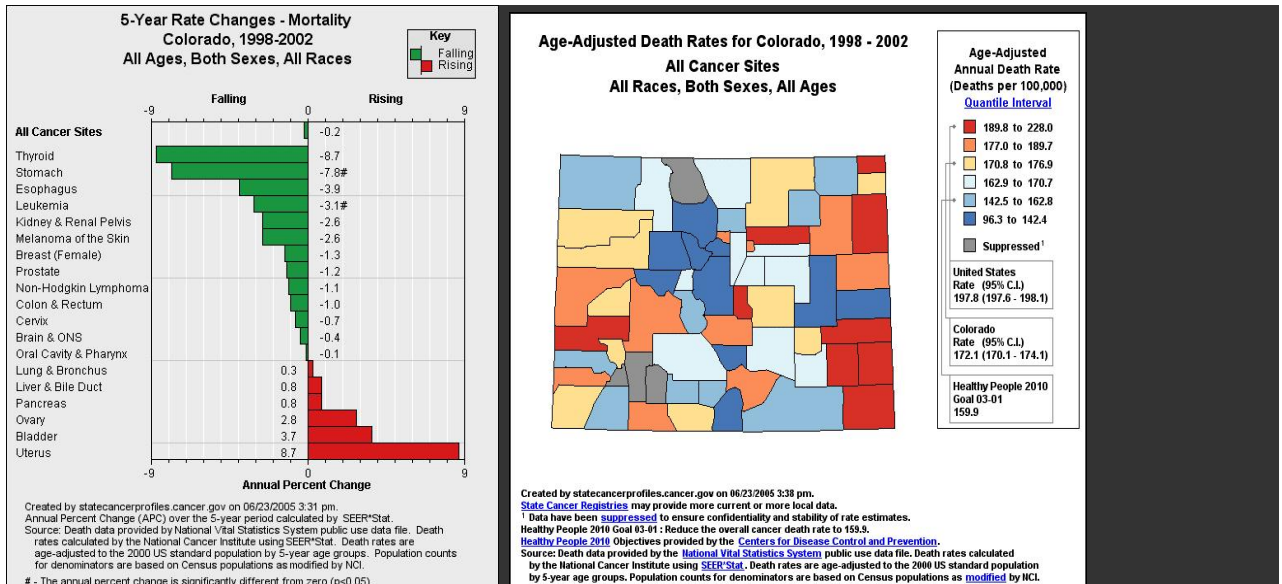 5-Year Rate Changes - Mortality
Colorado, 1998-2002
All Ages, Both Sexes, All Races
Key
Falling
Rising
Falling
Rising
-9
0
9
All Cancer Sites
-0.2
Thyroid
-8.7
Stomach
-7.8#
Esophagus
-3.9
Leukemia
-3.1#
Kidney & Renal Pelvis
-2.6
Melanoma of the Skin
-2.6
Breast (Female)
-1.3
Prostate
-1.2
Non-Hodgkin Lymphoma
-1.1
Colon & Rectum
-1.0
Cervix
-0.7
Brain & ONS
-0.4
Oral Cavity & Pharynx
-0.1
Lung & Bronchus
0.3
Liver & Bile Duct
0.8
Pancreas
0.8
Ovary
2.8
Bladder
3.7
Uterus
8.7
-9
0
9
Annual Percent Change
Created by statecancerprofiles.cancer.gov on 06/23/2005 3:31 pm.
Annual Percent Change (APC) over the 5-year period calculated by SEER*Stat.
Source: Death data provided by National Vital Statistics System public use data file. Death
rates calculated by the National Cancer Institute using SEER*Stat. Death rates are
age-adjusted to the 2000 US standard population by 5-year age groups. Population counts
for denominators are based on Census populations as modified by NCI.
# - The annual percent change is significantly different from zero (p<0.05)
Age-Adjusted Death Rates for Colorado, 1998 - 2002
All Cancer Sites
All Races, Both Sexes, All Ages
Age-Adjusted
Annual Death Rate
(Deaths per 100,000)
Quantile Interval
189.8 to 228.0
177.0 to 189.7
170.8 to 176.9
162.9 to 170.7
142.5 to 162.8
96.3 to 142.4
Suppressed1
United States
Rate (95% C.I.)
197.8 (197.6 - 198.1)
Colorado
Rate (95% C.I.)
172.1 (170.1 - 174.1)
Healthy People 2010
Goal 03-01
159.9
Created by statecancerprofiles.cancer.gov on 06/23/2005 3:38 pm.
State Cancer Registries may provide more current or more local data.
1 Data have been suppressed to ensure confidentiality and stability of rate estimates.
Healthy People 2010 Goal 03-01 : Reduce the overall cancer death rate to 159.9.
Healthy People 2010 Objectives provided by the Centers for Disease Control and Prevention.
Source: Death data provided by the National Vital Statistics System public use data file. Death rates calculated
by the National Cancer Institute using SEER*Stat. Death rates are age-adjusted to the 2000 US standard population
by 5-year age groups. Population counts for denominators are based on Census populations as modified by NCI.